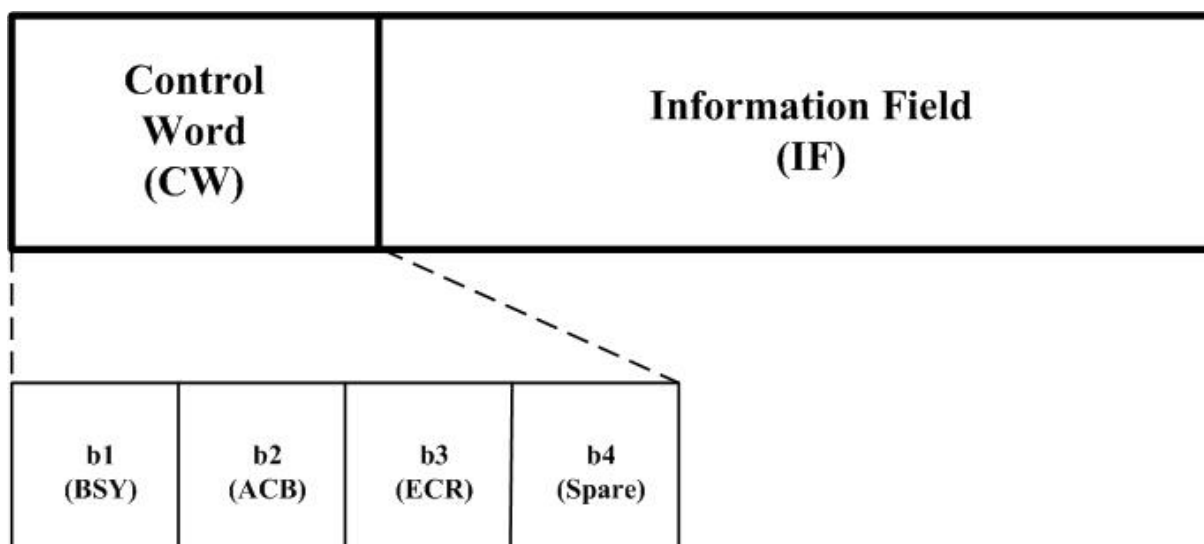 Control
Word
(CW)
Information Field
(IF)
b1
(BSY)
b2
(ACB)
b3
(ECR)
b4
(Spare)